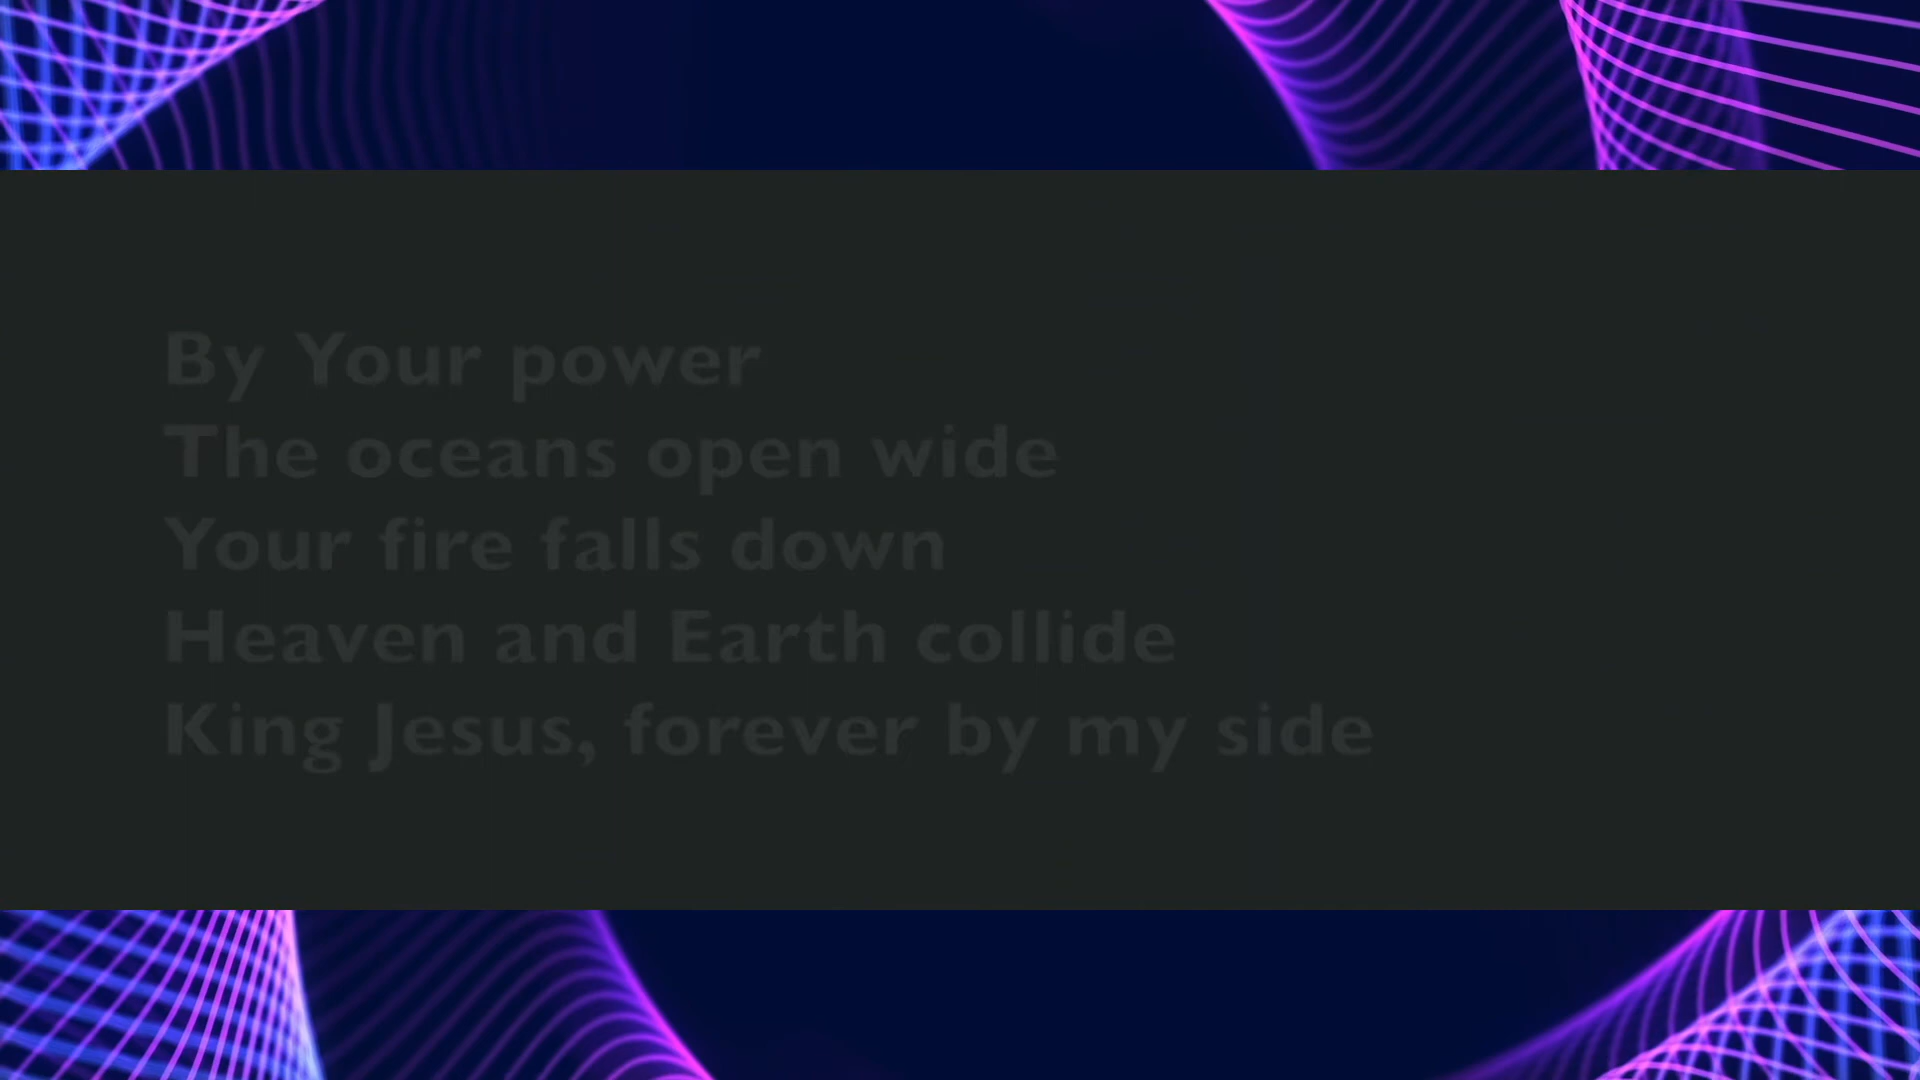 By Your power
The oceans open wide
Your fire falls down
Heaven and Earth collide
King Jesus, forever by my side